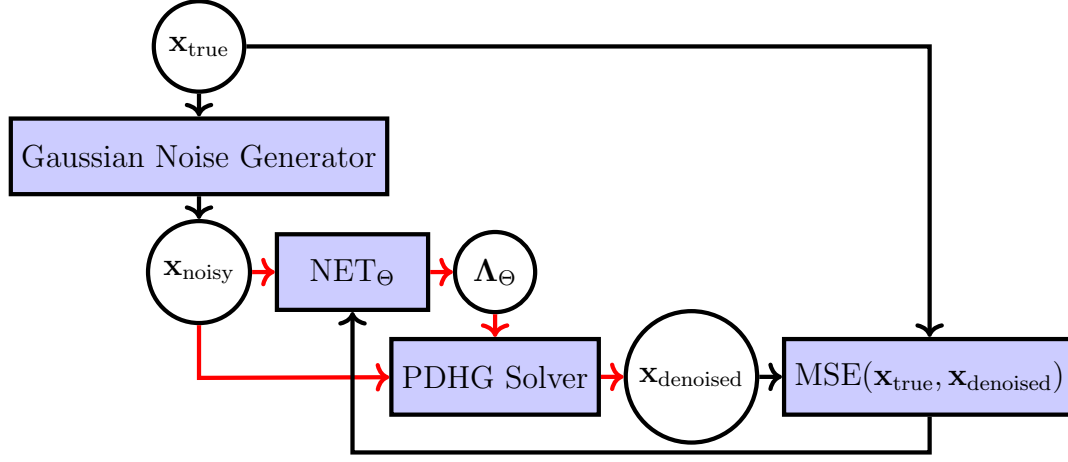 x_true
Gaussian Noise Generator
x_noisy
NET_Θ
Λ_Θ
PDHG Solver
x_denoised
MSE(x_true, x_denoised)